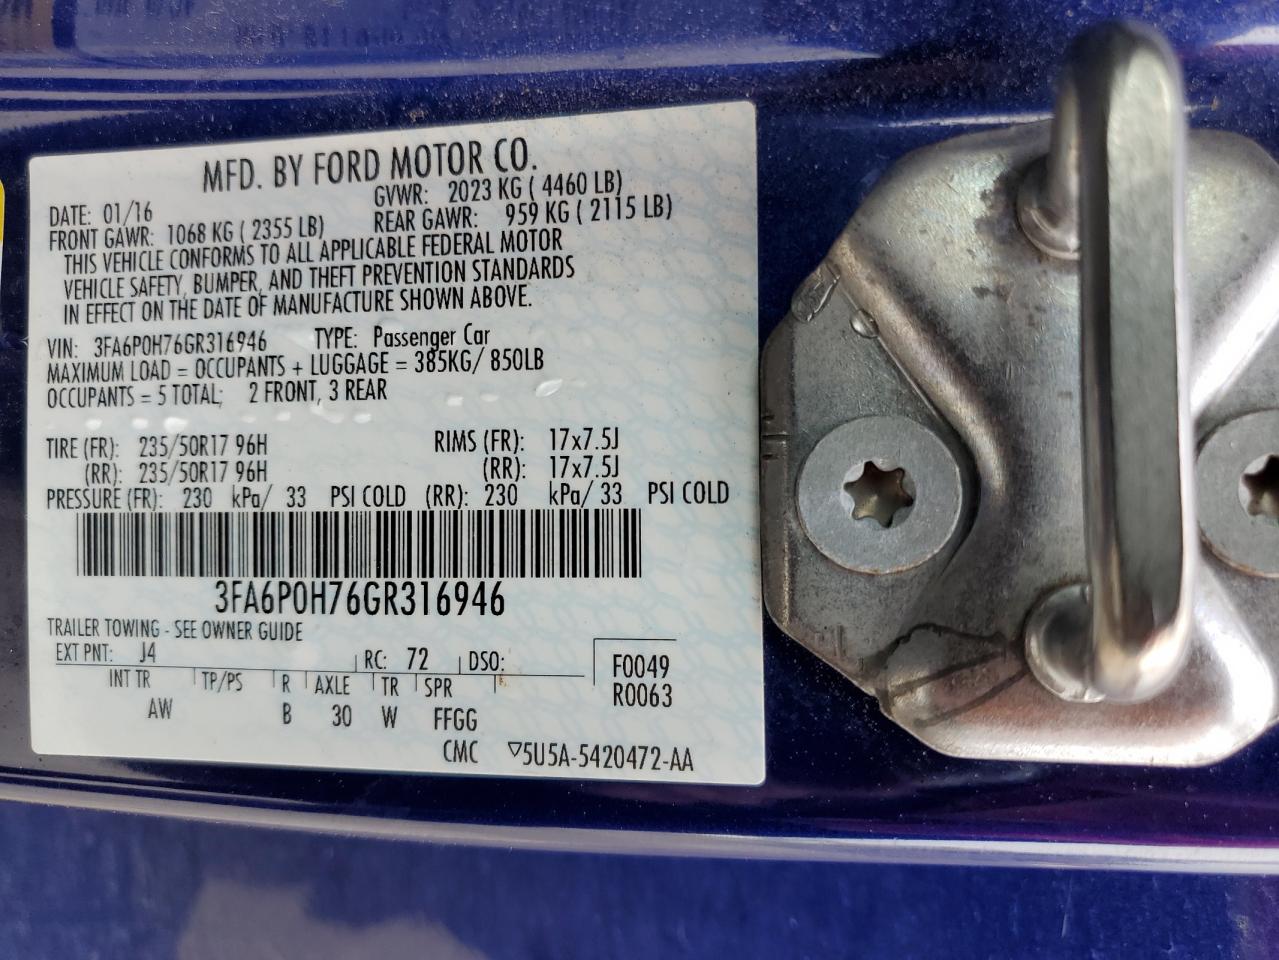 MFD. BY FORD MOTOR CO.
DATE: 01/16 GVWR: 2023 KG ( 4460 LB)
FRONT GAWR: 1068 KG ( 2355 LB) REAR GAWR: 959 KG ( 2115 LB)
THIS VEHICLE CONFORMS TO ALL APPLICABLE FEDERAL MOTOR
VEHICLE SAFETY, BUMPER, AND THEFT PREVENTION STANDARDS
IN EFFECT ON THE DATE OF MANUFACTURE SHOWN ABOVE.
VIN: 3FA6P0H76GR316946 TYPE: Passenger Car
MAXIMUM LOAD = OCCUPANTS + LUGGAGE = 385KG/ 850LB
OCCUPANTS = 5 TOTAL; 2 FRONT, 3 REAR
TIRE (FR): 235/50R17 96H RIMS (FR): 17x7.5J
(RR): 235/50R17 96H (RR): 17x7.5J
PRESSURE (FR): 230 kPa/ 33 PSI COLD (RR): 230 kPa/ 33 PSI COLD
3FA6P0H76GR316946
TRAILER TOWING - SEE OWNER GUIDE
EXT PNT: J4 RC: 72 DSO: F0049
INT TR TP/PS R AXLE TR SPR R0063
AW B 30 W FFGG
CMC ▽5U5A-5420472-AA